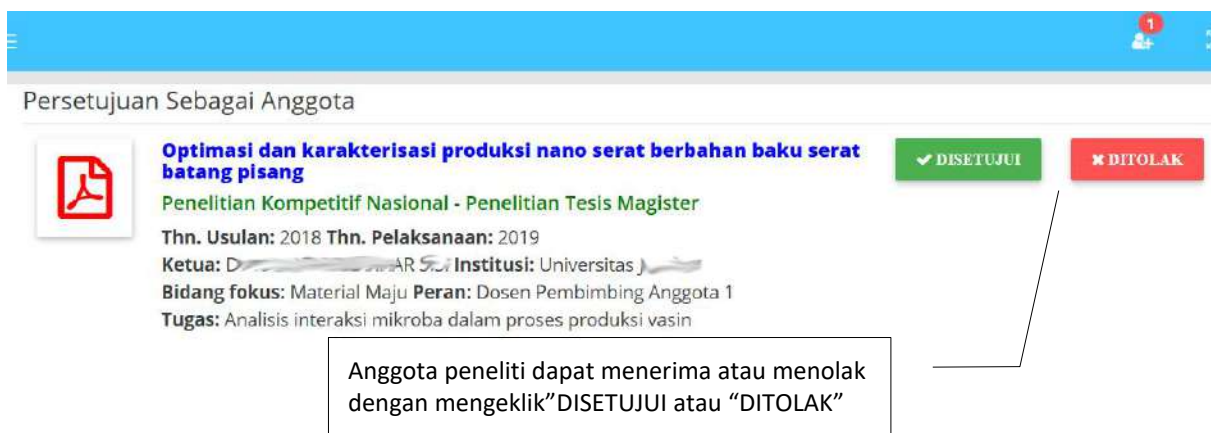 1
Persetujuan Sebagai Anggota
Optimasi dan karakterisasi produksi nano serat berbahan baku serat
batang pisang
✔ DISETUJUI
✖ DITOLAK
Penelitian Kompetitif Nasional - Penelitian Tesis Magister
Thn. Usulan: 2018 Thn. Pelaksanaan: 2019
Ketua: D AR Institusi: Universitas
Bidang fokus: Material Maju Peran: Dosen Pembimbing Anggota 1
Tugas: Analisis interaksi mikroba dalam proses produksi vasin
Anggota peneliti dapat menerima atau menolak
dengan mengeklik”DISETUJUI atau “DITOLAK”